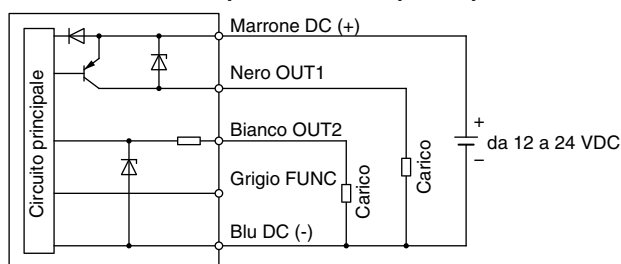 Circuito principale
Marrone DC (+)
Nero OUT1
Bianco OUT2
Grigio FUNC
Blu DC (-)
Carico
Carico
+
da 12 a 24 VDC
−